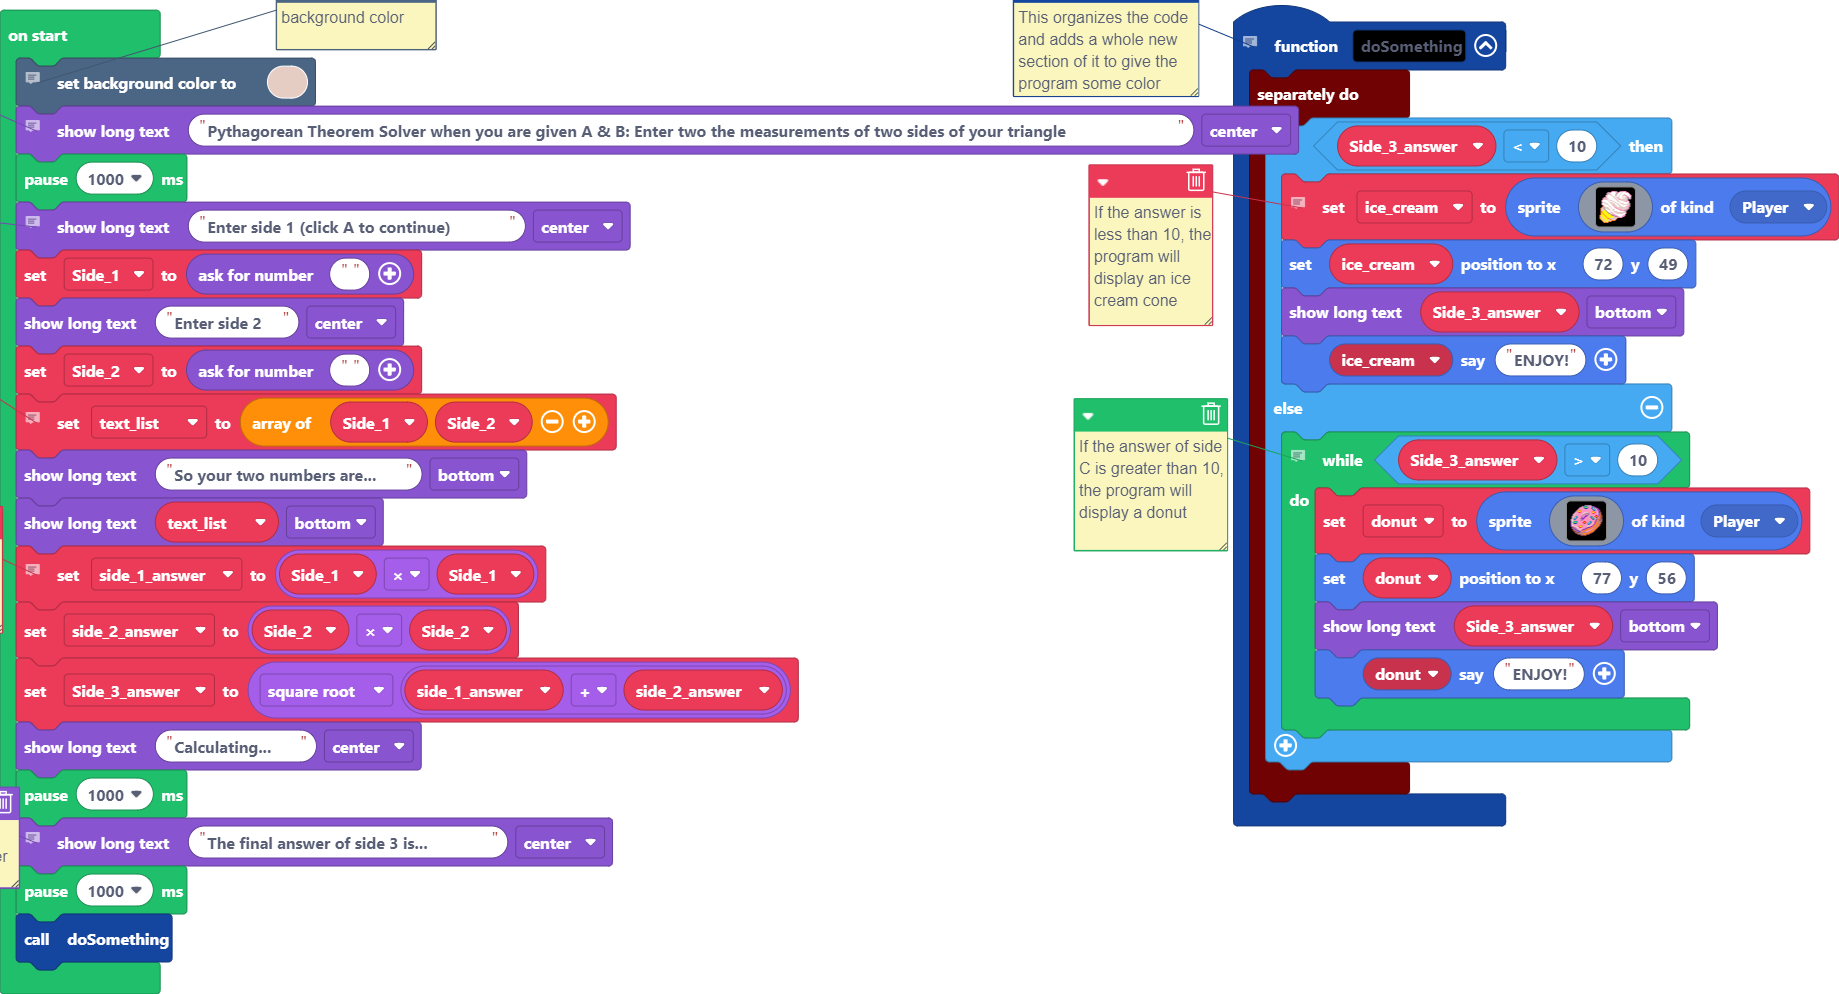 background color
on start
set background color to
show long text "Pythagorean Theorem Solver when you are given A & B: Enter two the measurements of two sides of your triangle" center
pause 1000 ms
show long text "Enter side 1 (click A to continue)" center
set Side_1 to ask for number " "
show long text "Enter side 2" center
set Side_2 to ask for number " "
set text_list to array of Side_1 Side_2
show long text "So your two numbers are..." bottom
show long text text_list bottom
set side_1_answer to Side_1 × Side_1
set side_2_answer to Side_2 × Side_2
set Side_3_answer to square root side_1_answer + side_2_answer
show long text "Calculating..." center
pause 1000 ms
show long text "The final answer of side 3 is..." center
er
pause 1000 ms
call doSomething
This organizes the code
and adds a whole new
section of it to give the
program some color
function doSomething
separately do
Side_3_answer < 10 then
If the answer is
less than 10, the
program will
display an ice
cream cone
set ice_cream to sprite of kind Player
set ice_cream position to x 72 y 49
show long text Side_3_answer bottom
ice_cream say "ENJOY!"
else
If the answer of side
C is greater than 10,
the program will
display a donut
while Side_3_answer > 10
do
set donut to sprite of kind Player
set donut position to x 77 y 56
show long text Side_3_answer bottom
donut say "ENJOY!"